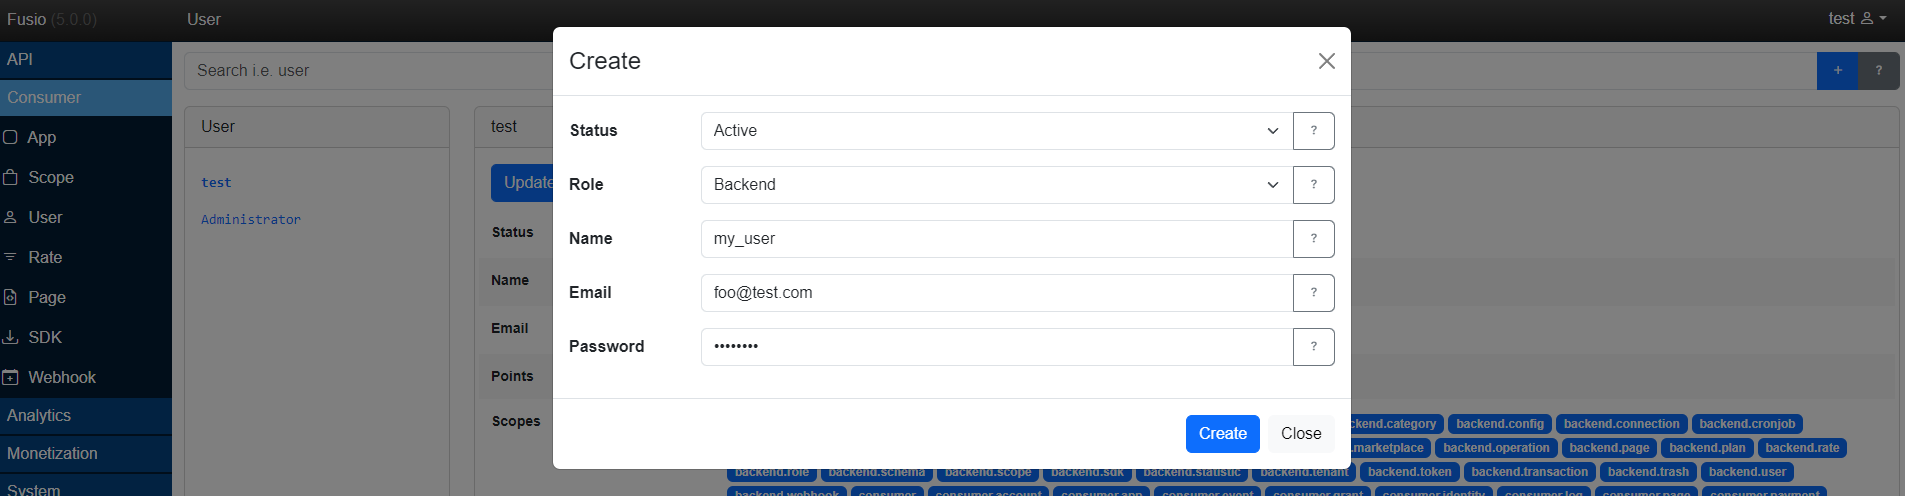 Fusio (5.0.0)
User
test
API
Consumer
App
Scope
User
Rate
Page
SDK
Webhook
Analytics
Monetization
System
Search i.e. user
+
?
User
test
Administrator
test
Update
Status
Name
Email
Points
Scopes
Create
Status
Active
?
Role
Backend
?
Name
my_user
?
Email
foo@test.com
?
Password
••••••••
?
Create
Close
backend.config backend.connection backend.cronjob
backend.operation backend.page backend.plan backend.rate
backend.role backend.schema backend.scope backend.sdk backend.statistic backend.tenant backend.token backend.transaction backend.trash backend.user
backend.webhook consumer consumer.account consumer.app consumer.event consumer.grant consumer.identity consumer.log consumer.page consumer.payment